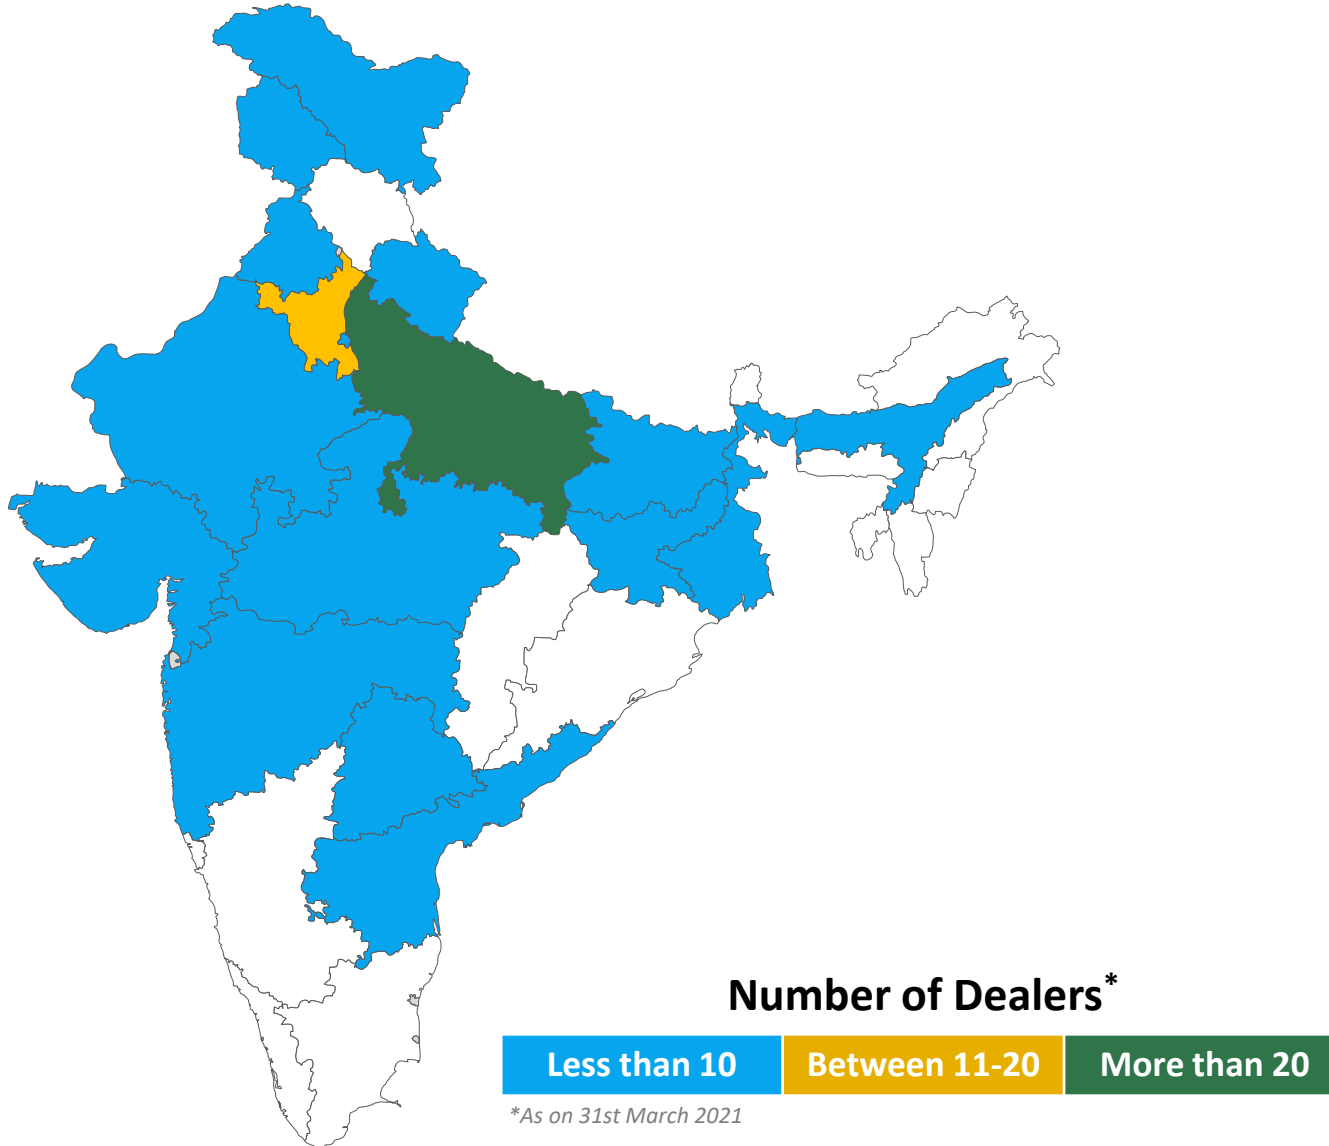 Number of Dealers*
Less than 10 Between 11-20 More than 20
*As on 31st March 2021